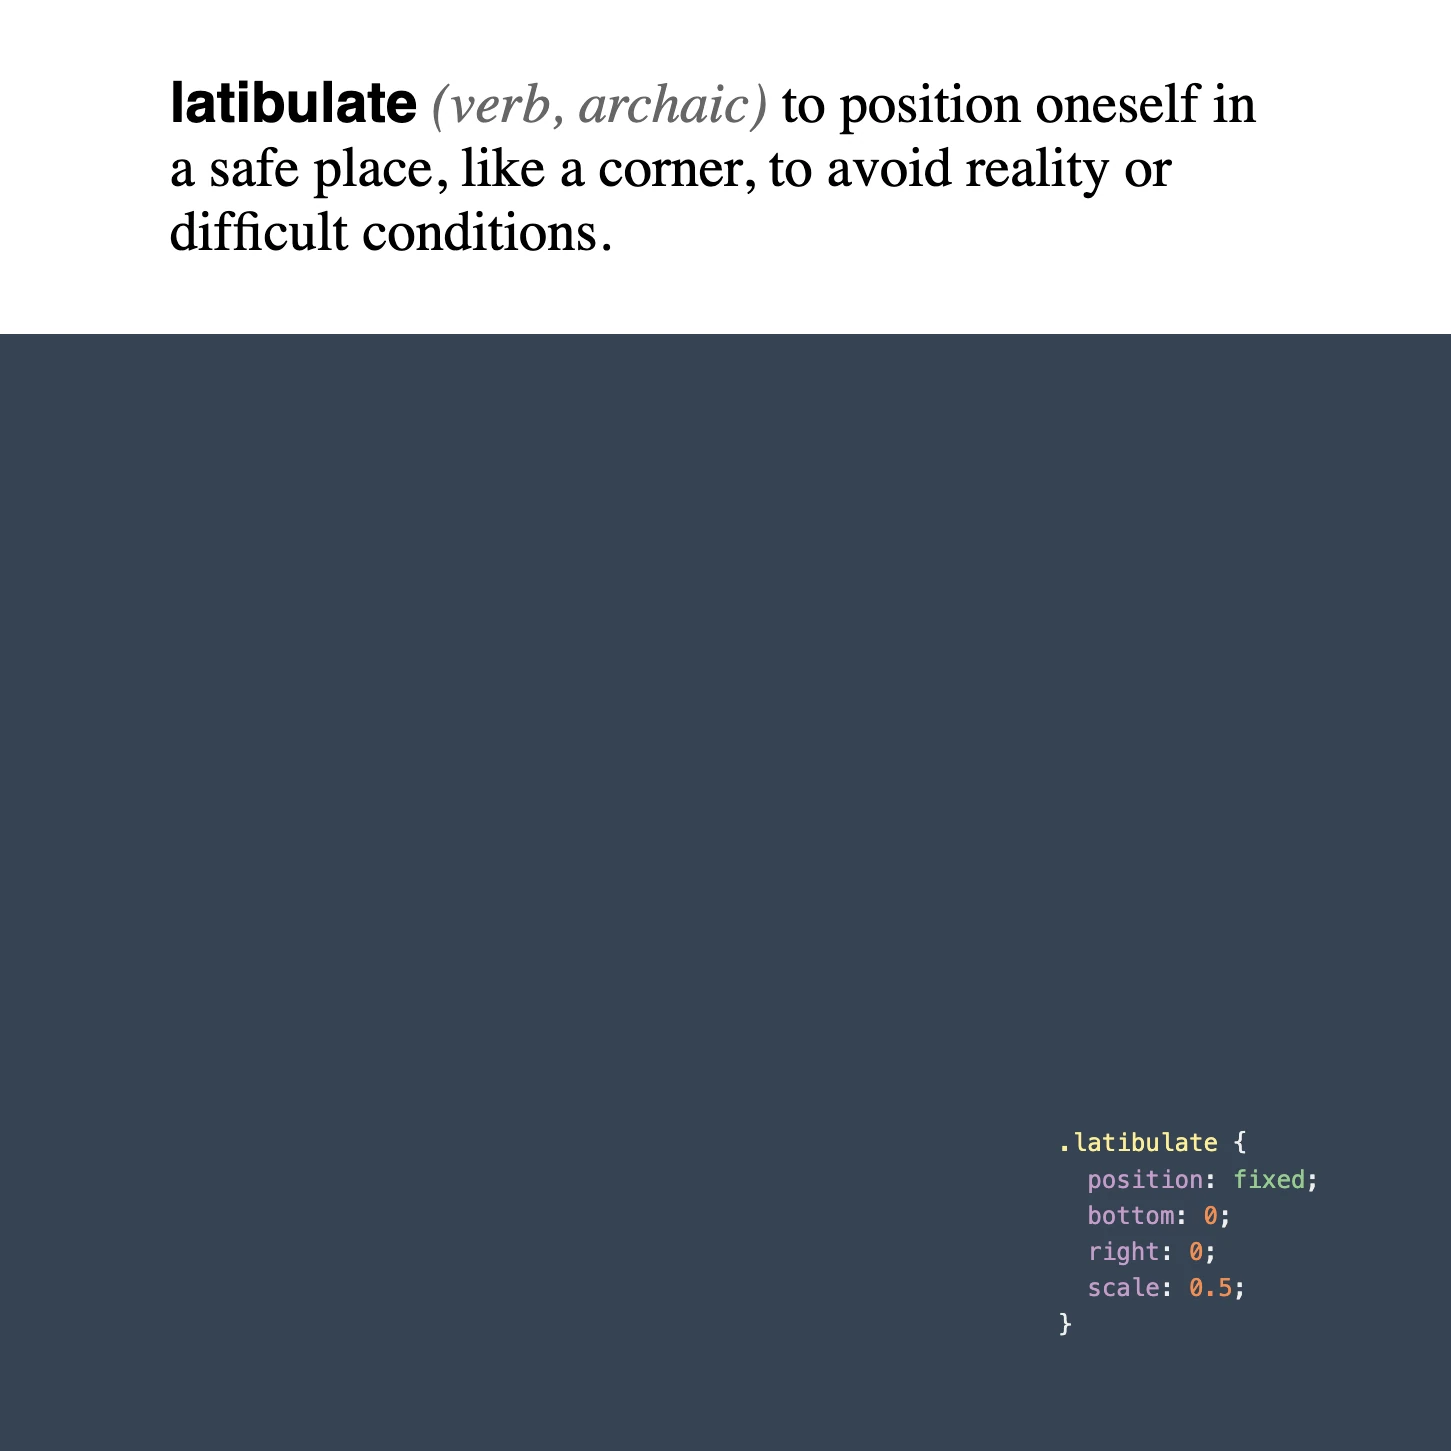 latibulate (verb, archaic) to position oneself in
a safe place, like a corner, to avoid reality or
difficult conditions.
.latibulate {
  position: fixed;
  bottom: 0;
  right: 0;
  scale: 0.5;
}